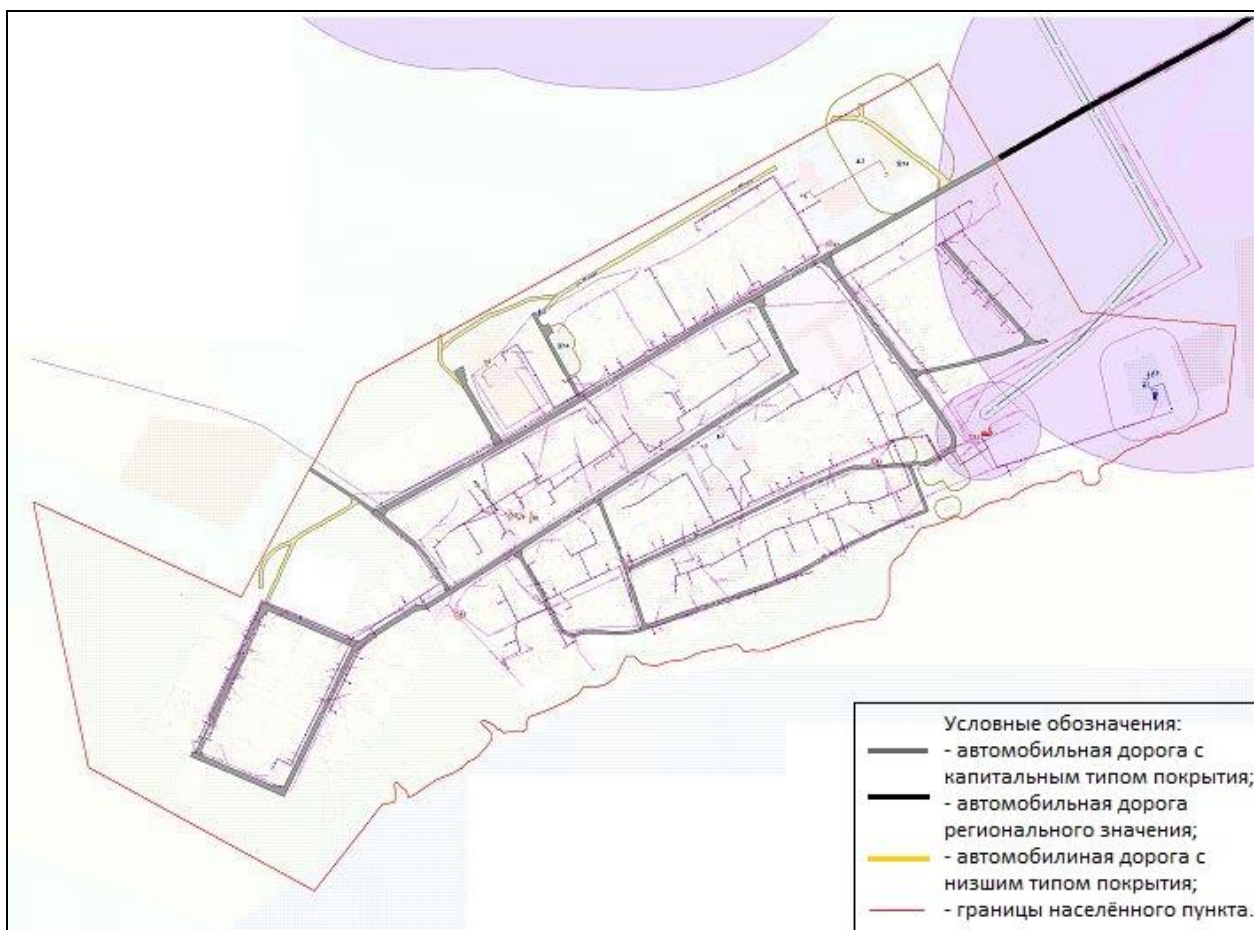 Условные обозначения:
- автомобильная дорога с
капитальным типом покрытия;
- автомобильная дорога
регионального значения;
- автомобилиная дорога с
низшим типом покрытия;
- границы населённого пункта.